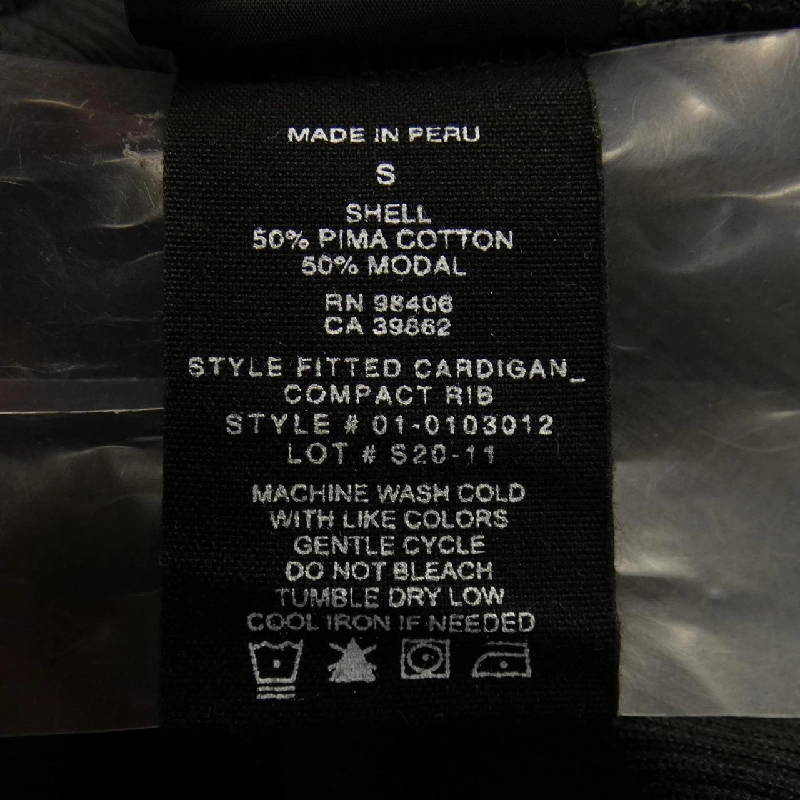 MADE IN PERU
S
SHELL
50% PIMA COTTON
50% MODAL
RN 98406
CA 39862
STYLE FITTED CARDIGAN_
COMPACT RIB
STYLE # 01-0103012
LOT # S20-11
MACHINE WASH COLD
WITH LIKE COLORS
GENTLE CYCLE
DO NOT BLEACH
TUMBLE DRY LOW
COOL IRON IF NEEDED